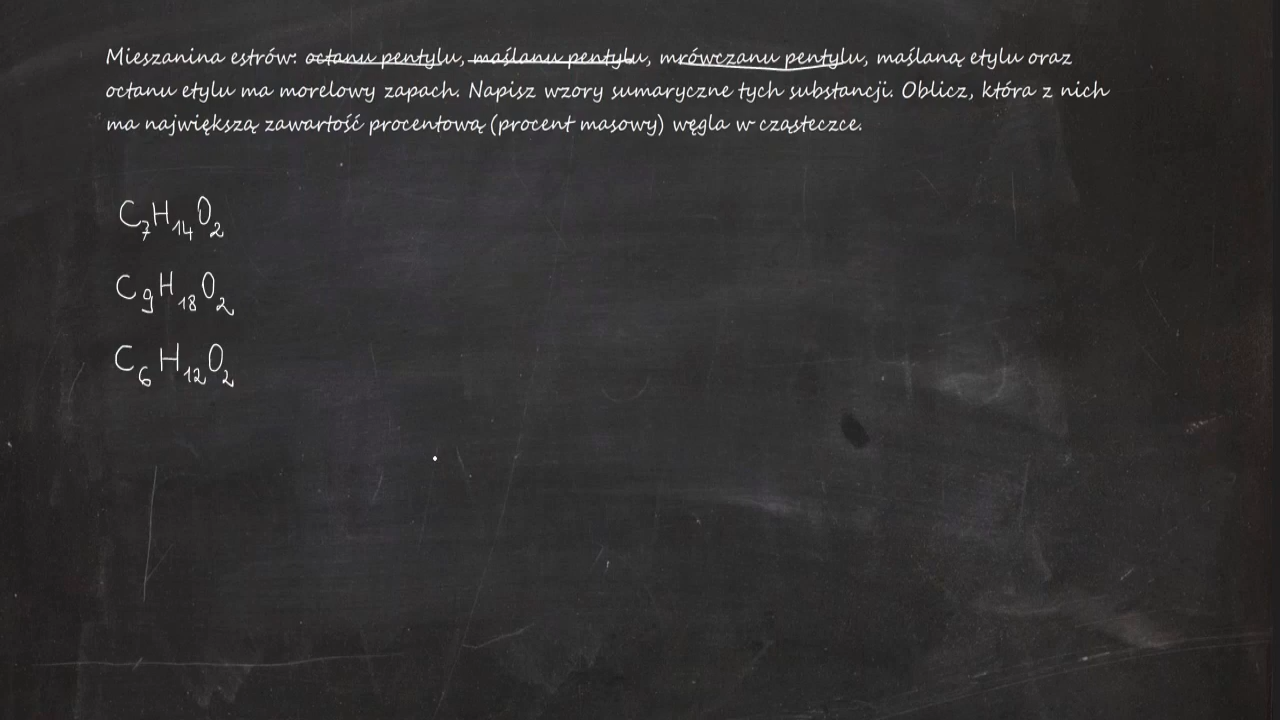 Mieszanina estrów: octanu pentylu, maślanu pentylu, mrówczanu pentylu, maślaną etylu oraz
octanu etylu ma morelowy zapach. Napisz wzory sumaryczne tych substancji. Oblicz, która z nich
ma największą zawartość procentową (procent masowy) węgla w cząsteczce.
C₇H₁₄O₂
C₉H₁₈O₂
C₆H₁₂O₂